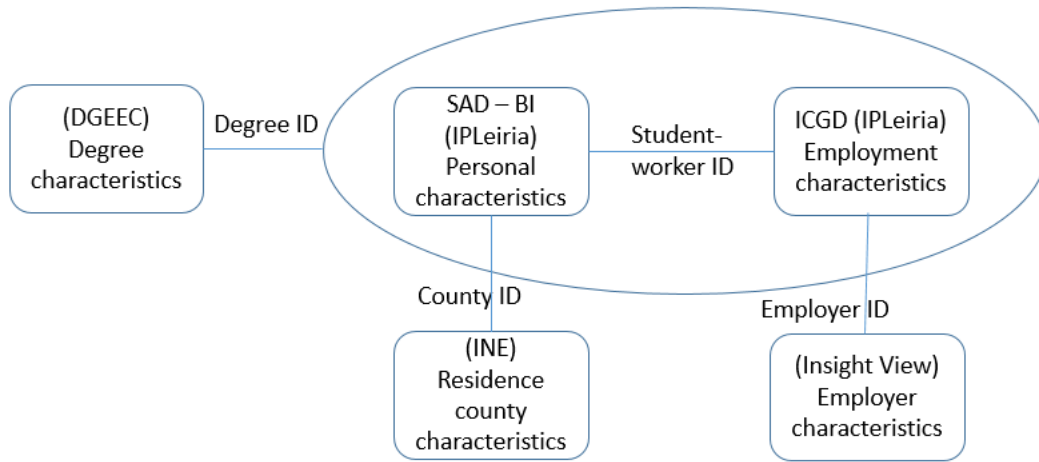 (DGEEC)
Degree
characteristics
Degree ID
SAD – BI
(IPLeiria)
Personal
characteristics
Student-
worker ID
ICGD (IPLeiria)
Employment
characteristics
County ID
Employer ID
(INE)
Residence
county
characteristics
(Insight View)
Employer
characteristics